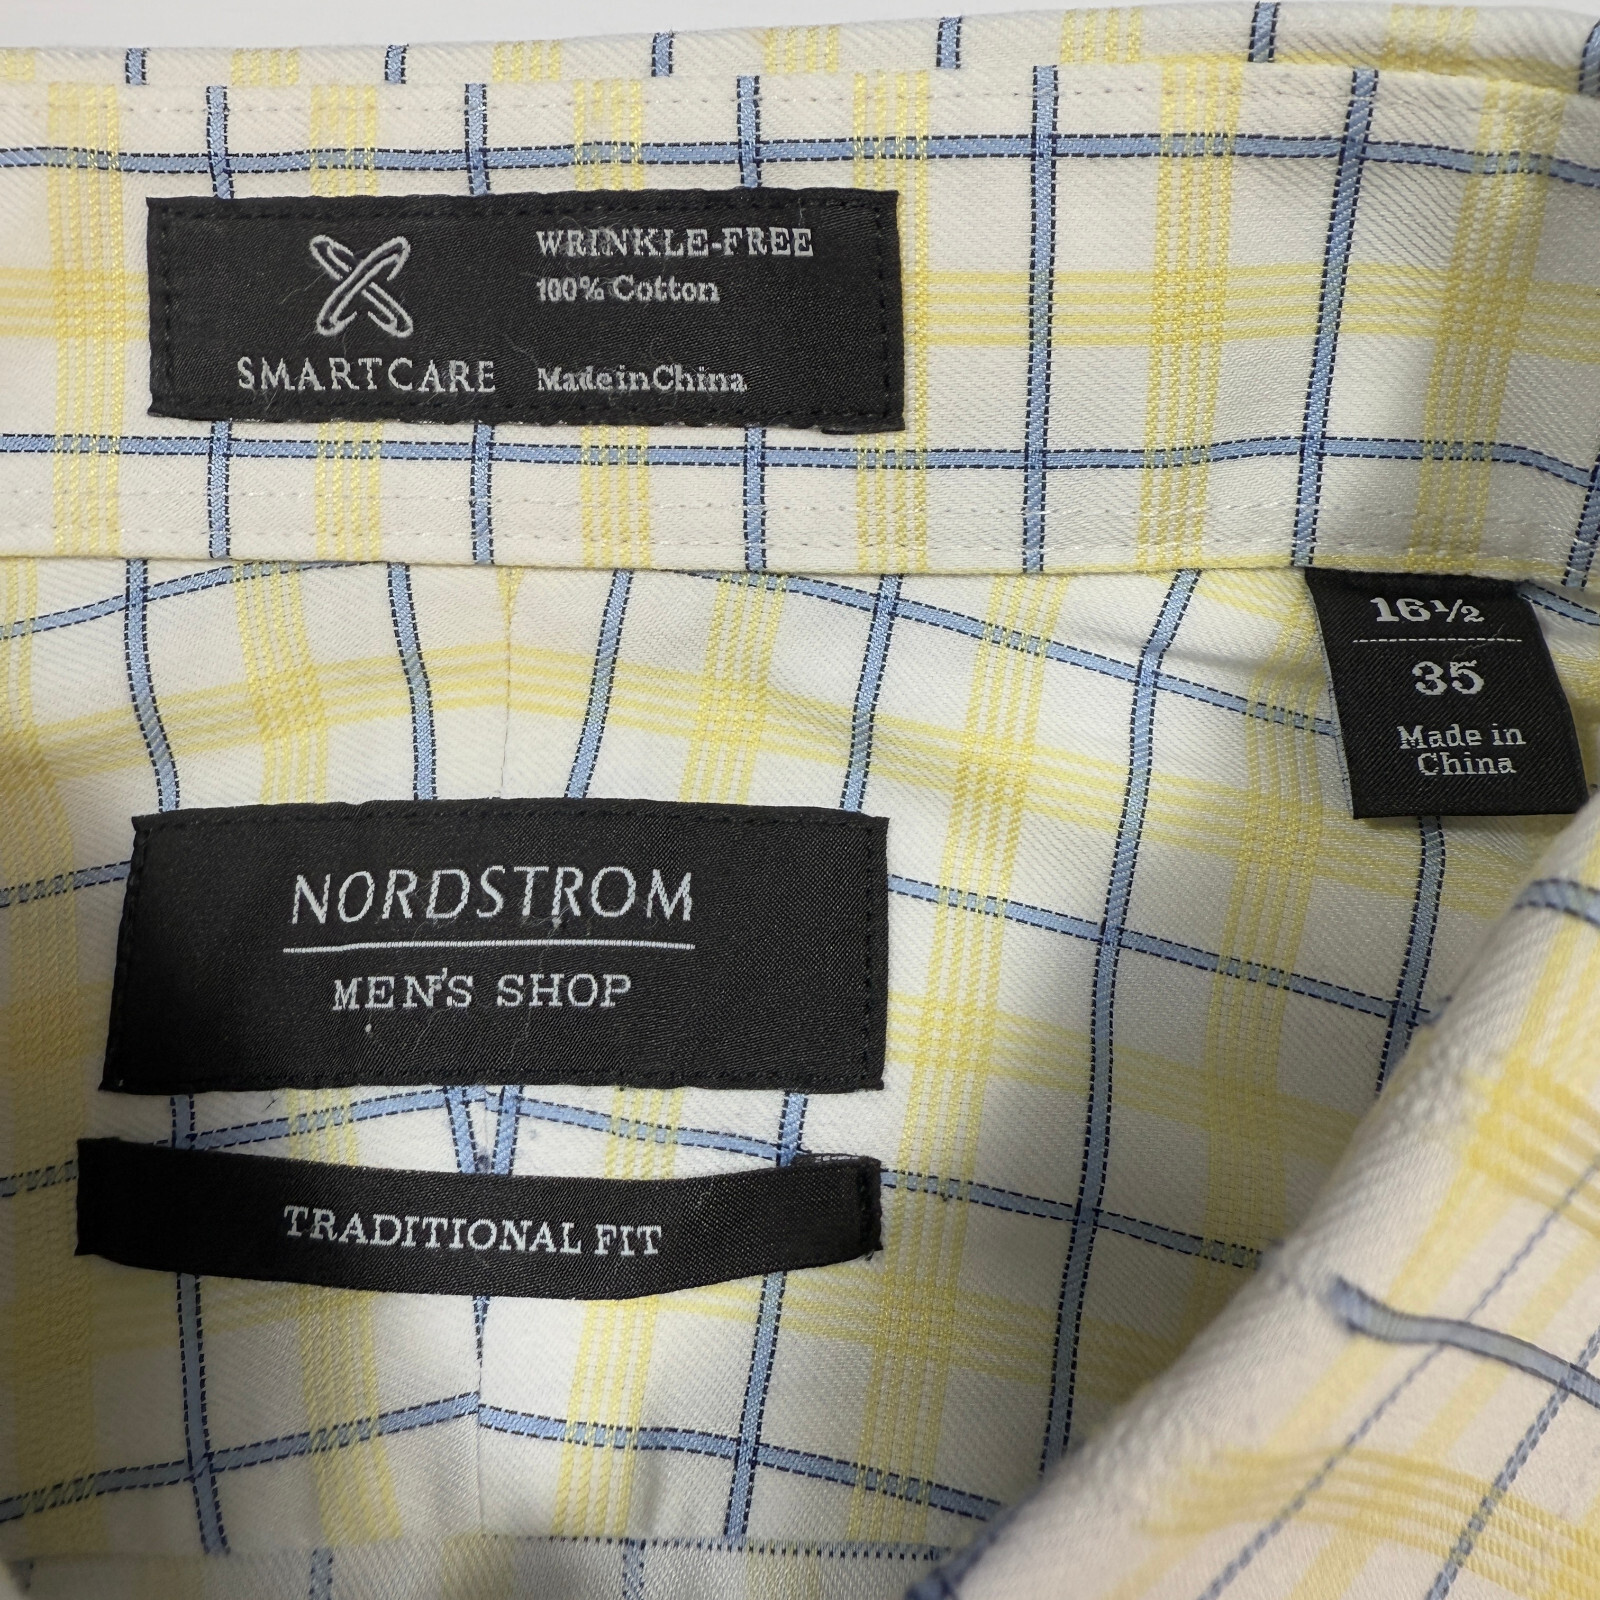 WRINKLE-FREE
100% Cotton
SMARTCARE
Made in China
16½
35
Made in
China
NORDSTROM
MEN'S SHOP
TRADITIONAL FIT